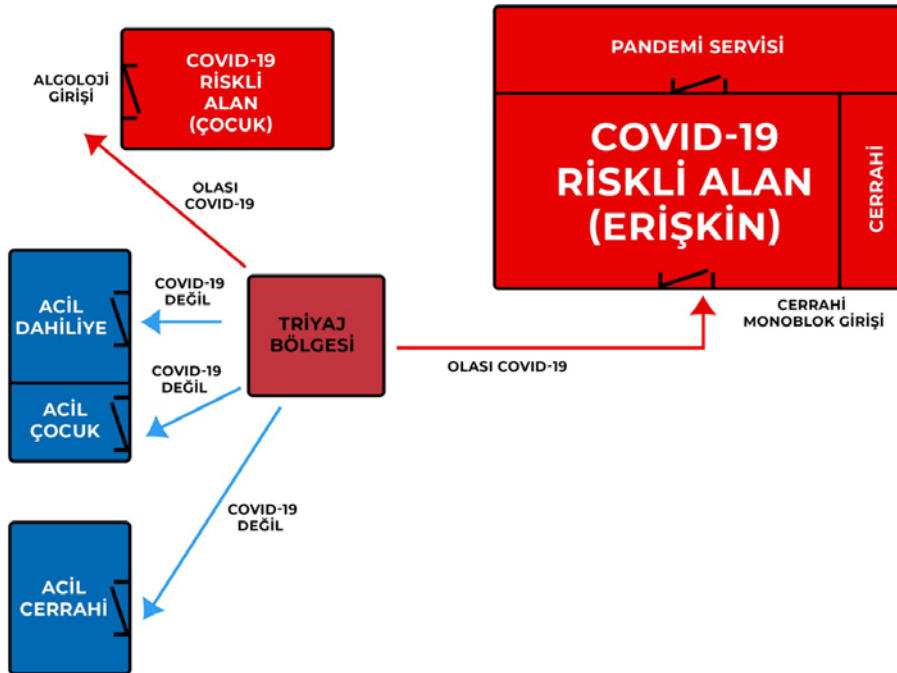 ALGOLOJİ
GİRİŞİ
COVID-19
RİSKLİ
ALAN
(ÇOCUK)
PANDEMİ SERVİSİ
COVID-19
RİSKLİ ALAN
(ERİŞKİN)
CERRAHİ
OLASI
COVID-19
CERRAHİ
MONOBLOK GİRİŞİ
ACİL
DAHİLİYE
COVID-19
DEĞİL
TRİYAJ
BÖLGESİ
OLASI COVID-19
COVID-19
DEĞİL
ACİL
ÇOCUK
COVID-19
DEĞİL
ACİL
CERRAHİ